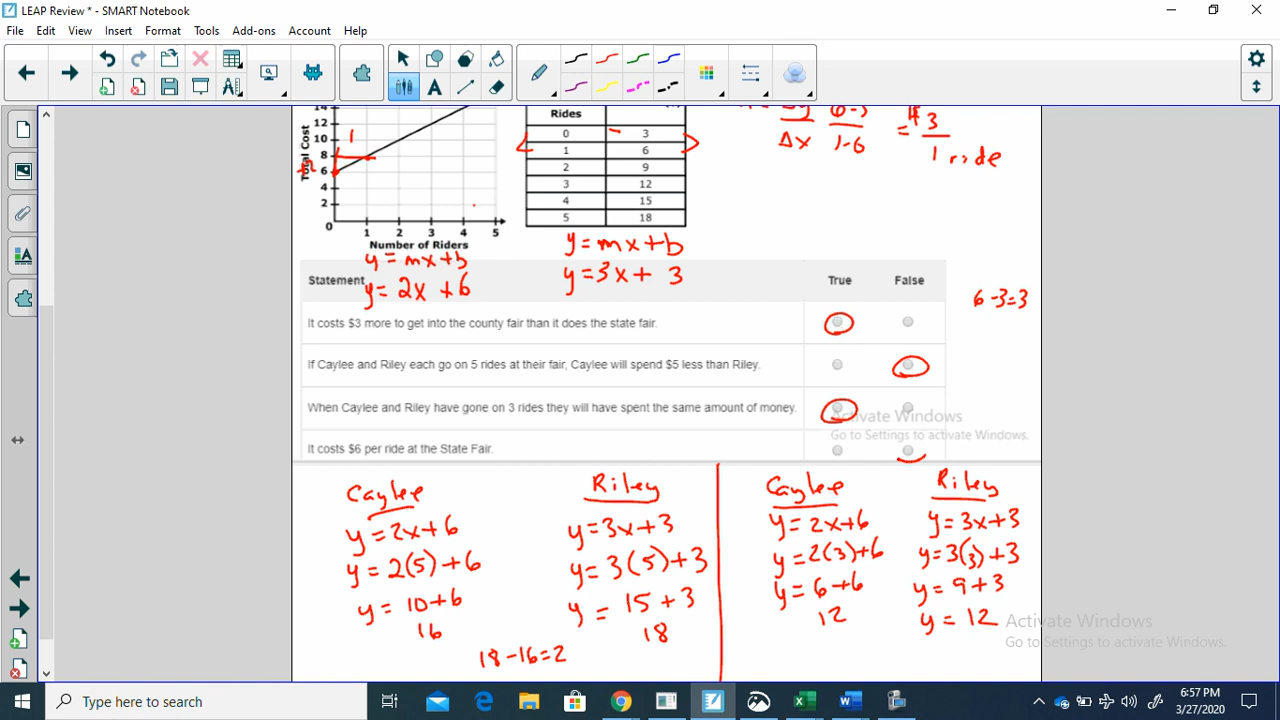 LEAP Review * - SMART Notebook
File Edit View Insert Format Tools Add-ons Account Help
14
12
10
8
6
4
2
0
1 2 3 4 5
Total Cost
Number of Riders
1
Rides
0 3
1 6
2 9
3 12
4 15
5 18
Δx
6-3
1-0
= 3
1 ride
y = mx+b
y = 2x + 6
y = mx+b
y = 3x + 3
Statement True False
It costs $3 more to get into the county fair than it does the state fair.
6-3=3
If Caylee and Riley each go on 5 rides at their fair, Caylee will spend $5 less than Riley.
When Caylee and Riley have gone on 3 rides they will have spent the same amount of money.
It costs $6 per ride at the State Fair.
Activate Windows
Go to Settings to activate Windows.
Caylee
y = 2x+6
y = 2(5)+6
y = 10+6
16
Riley
y = 3x+3
y = 3(5)+3
y = 15+3
18
18-16=2
Caylee
y = 2x+6
y = 2(3)+6
y = 6+6
12
Riley
y = 3x+3
y = 3(3)+3
y = 9+3
y = 12
Activate Windows
Go to Settings to activate Windows.
Type here to search
6:57 PM
3/27/2020